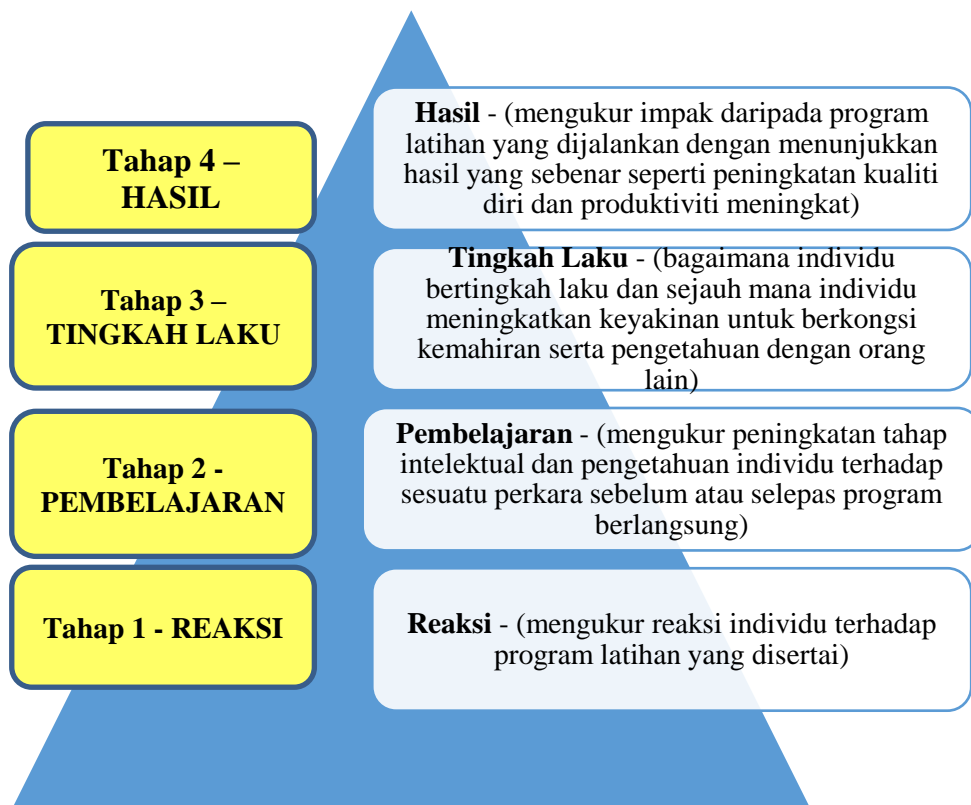 Tahap 4 –
HASIL
Hasil - (mengukur impak daripada program
latihan yang dijalankan dengan menunjukkan
hasil yang sebenar seperti peningkatan kualiti
diri dan produktiviti meningkat)
Tahap 3 –
TINGKAH LAKU
Tingkah Laku - (bagaimana individu
bertingkah laku dan sejauh mana individu
meningkatkan keyakinan untuk berkongsi
kemahiran serta pengetahuan dengan orang
lain)
Tahap 2 -
PEMBELAJARAN
Pembelajaran - (mengukur peningkatan tahap
intelektual dan pengetahuan individu terhadap
sesuatu perkara sebelum atau selepas program
berlangsung)
Tahap 1 - REAKSI
Reaksi - (mengukur reaksi individu terhadap
program latihan yang disertai)